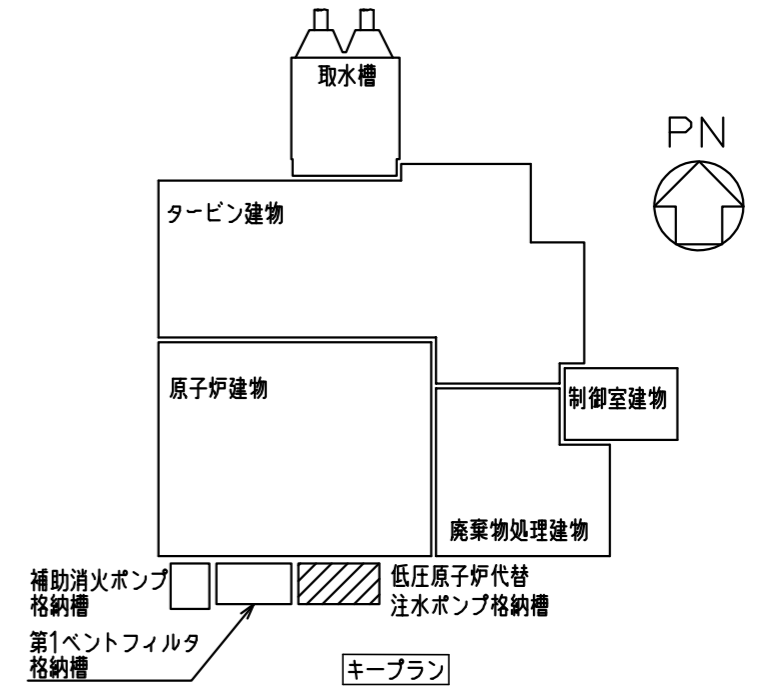 取水槽
PN
タービン建物
原子炉建物
制御室建物
廃棄物処理建物
補助消火ポンプ
格納槽
低圧原子炉代替
注水ポンプ格納槽
第1ベントフィルタ
格納槽
キープラン